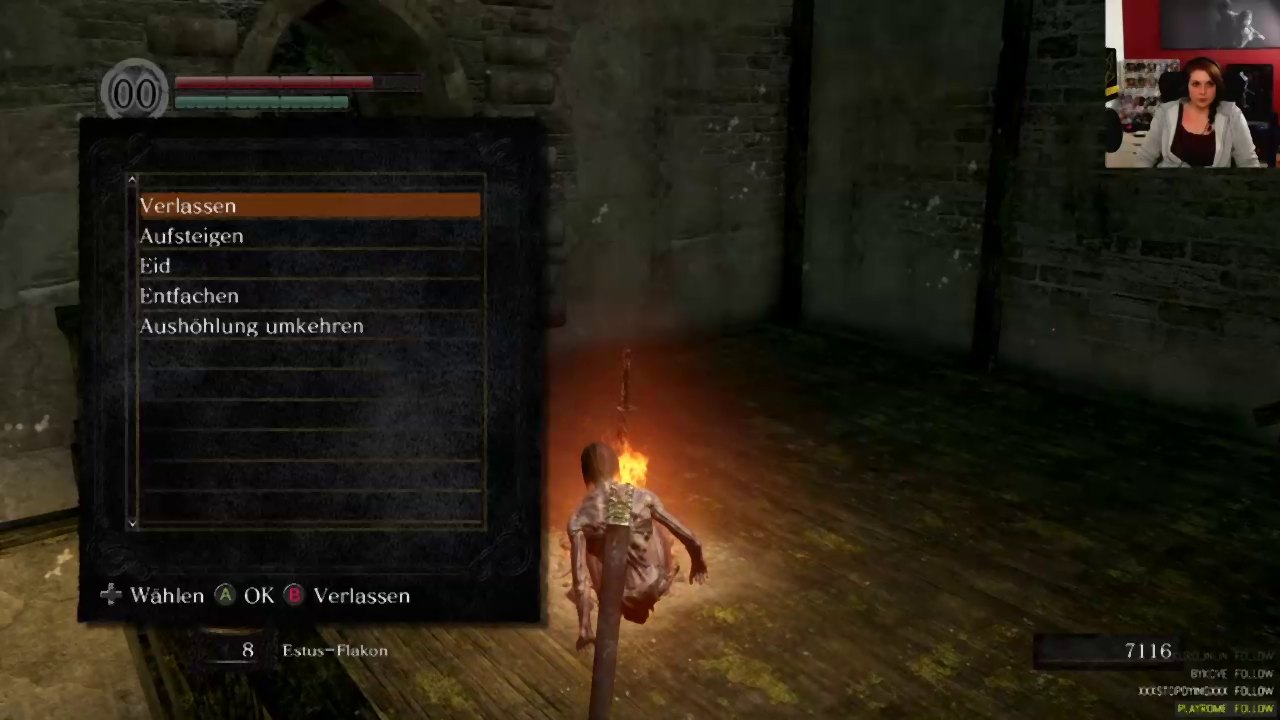 00
Verlassen
Aufsteigen
Eid
Entfachen
Aushöhlung umkehren
Wählen A OK B Verlassen
8 Estus-Flakon
7116
FOLLOW
BYKOVE FOLLOW
FOLLOW
PLAYROME FOLLOW